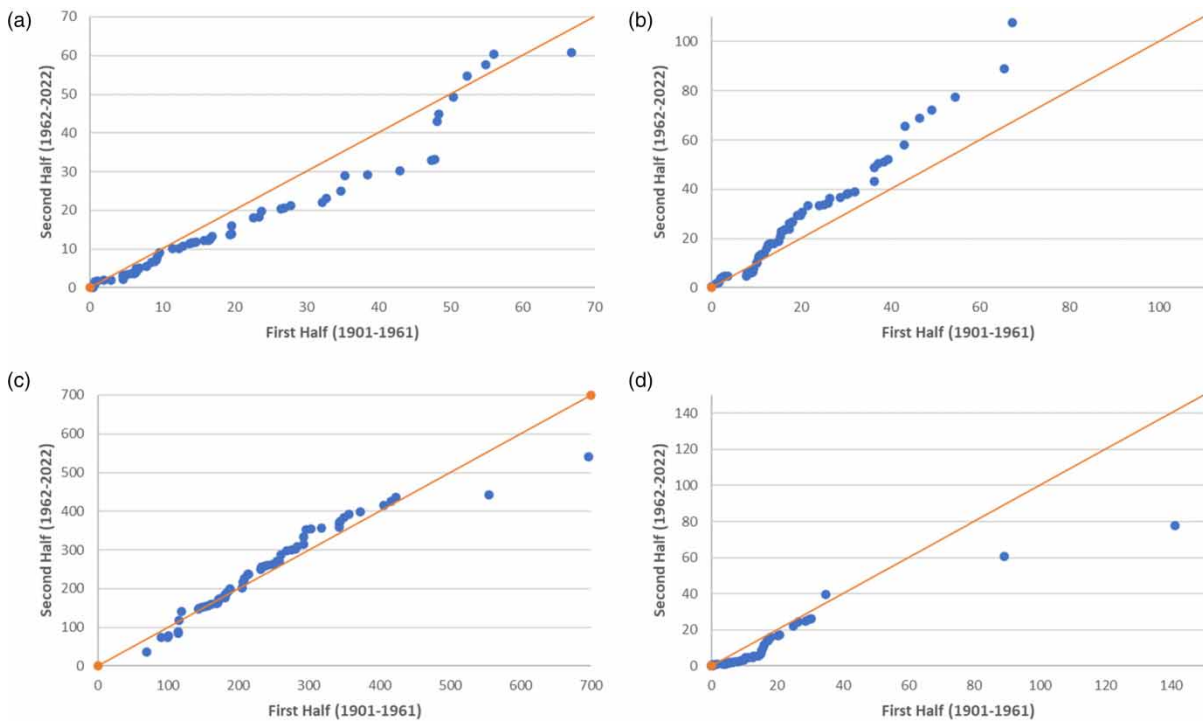 (a)
70
60
50
40
30
20
10
0
Second Half (1962-2022)
0 10 20 30 40 50 60 70
First Half (1901-1961)
(b)
100
80
60
40
20
0
Second Half (1962-2022)
0 20 40 60 80 100
First Half (1901-1961)
(c)
700
600
500
400
300
200
100
0
Second Half (1962-2022)
0 100 200 300 400 500 600 700
First Half (1901-1961)
(d)
140
120
100
80
60
40
20
0
Second Half (1962-2022)
0 20 40 60 80 100 120 140
First Half (1901-1961)